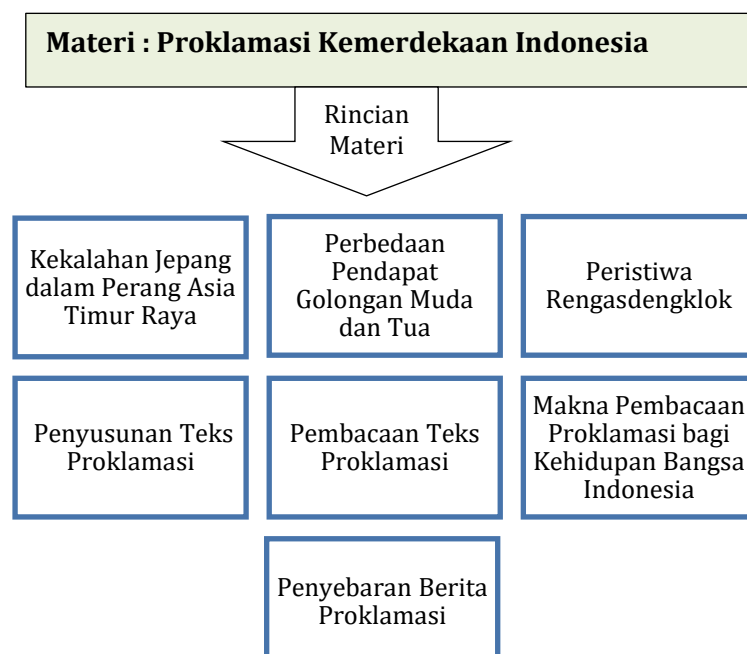 Materi : Proklamasi Kemerdekaan Indonesia
Rincian
Materi
Kekalahan Jepang
dalam Perang Asia
Timur Raya
Perbedaan
Pendapat
Golongan Muda
dan Tua
Peristiwa
Rengasdengklok
Penyusunan Teks
Proklamasi
Pembacaan Teks
Proklamasi
Makna Pembacaan
Proklamasi bagi
Kehidupan Bangsa
Indonesia
Penyebaran Berita
Proklamasi